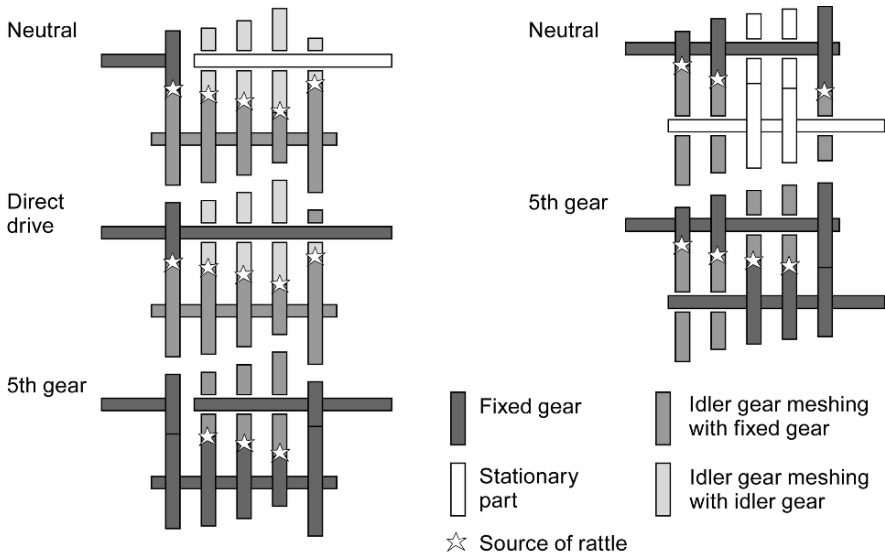 Neutral
Direct
drive
5th gear
Neutral
5th gear
Fixed gear
Stationary
part
Source of rattle
Idler gear meshing
with fixed gear
Idler gear meshing
with idler gear